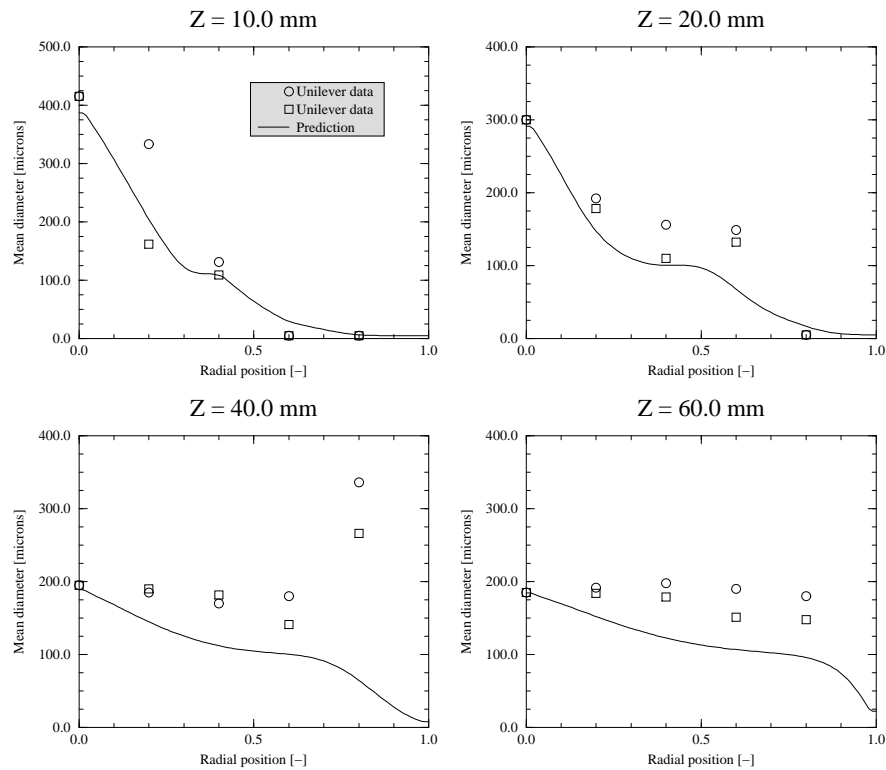 Z = 10.0 mm
Z = 20.0 mm
500.0
400.0
300.0
200.0
100.0
0.0
Mean diameter [microns]
Unilever data
Unilever data
Prediction
0.0
0.5
1.0
Radial position [−]
400.0
300.0
200.0
100.0
0.0
Mean diameter [microns]
0.0
0.5
1.0
Radial position [−]
Z = 40.0 mm
Z = 60.0 mm
400.0
300.0
200.0
100.0
0.0
Mean diameter [microns]
0.0
0.5
1.0
Radial position [−]
400.0
300.0
200.0
100.0
0.0
Mean diameter [microns]
0.0
0.5
1.0
Radial position [−]